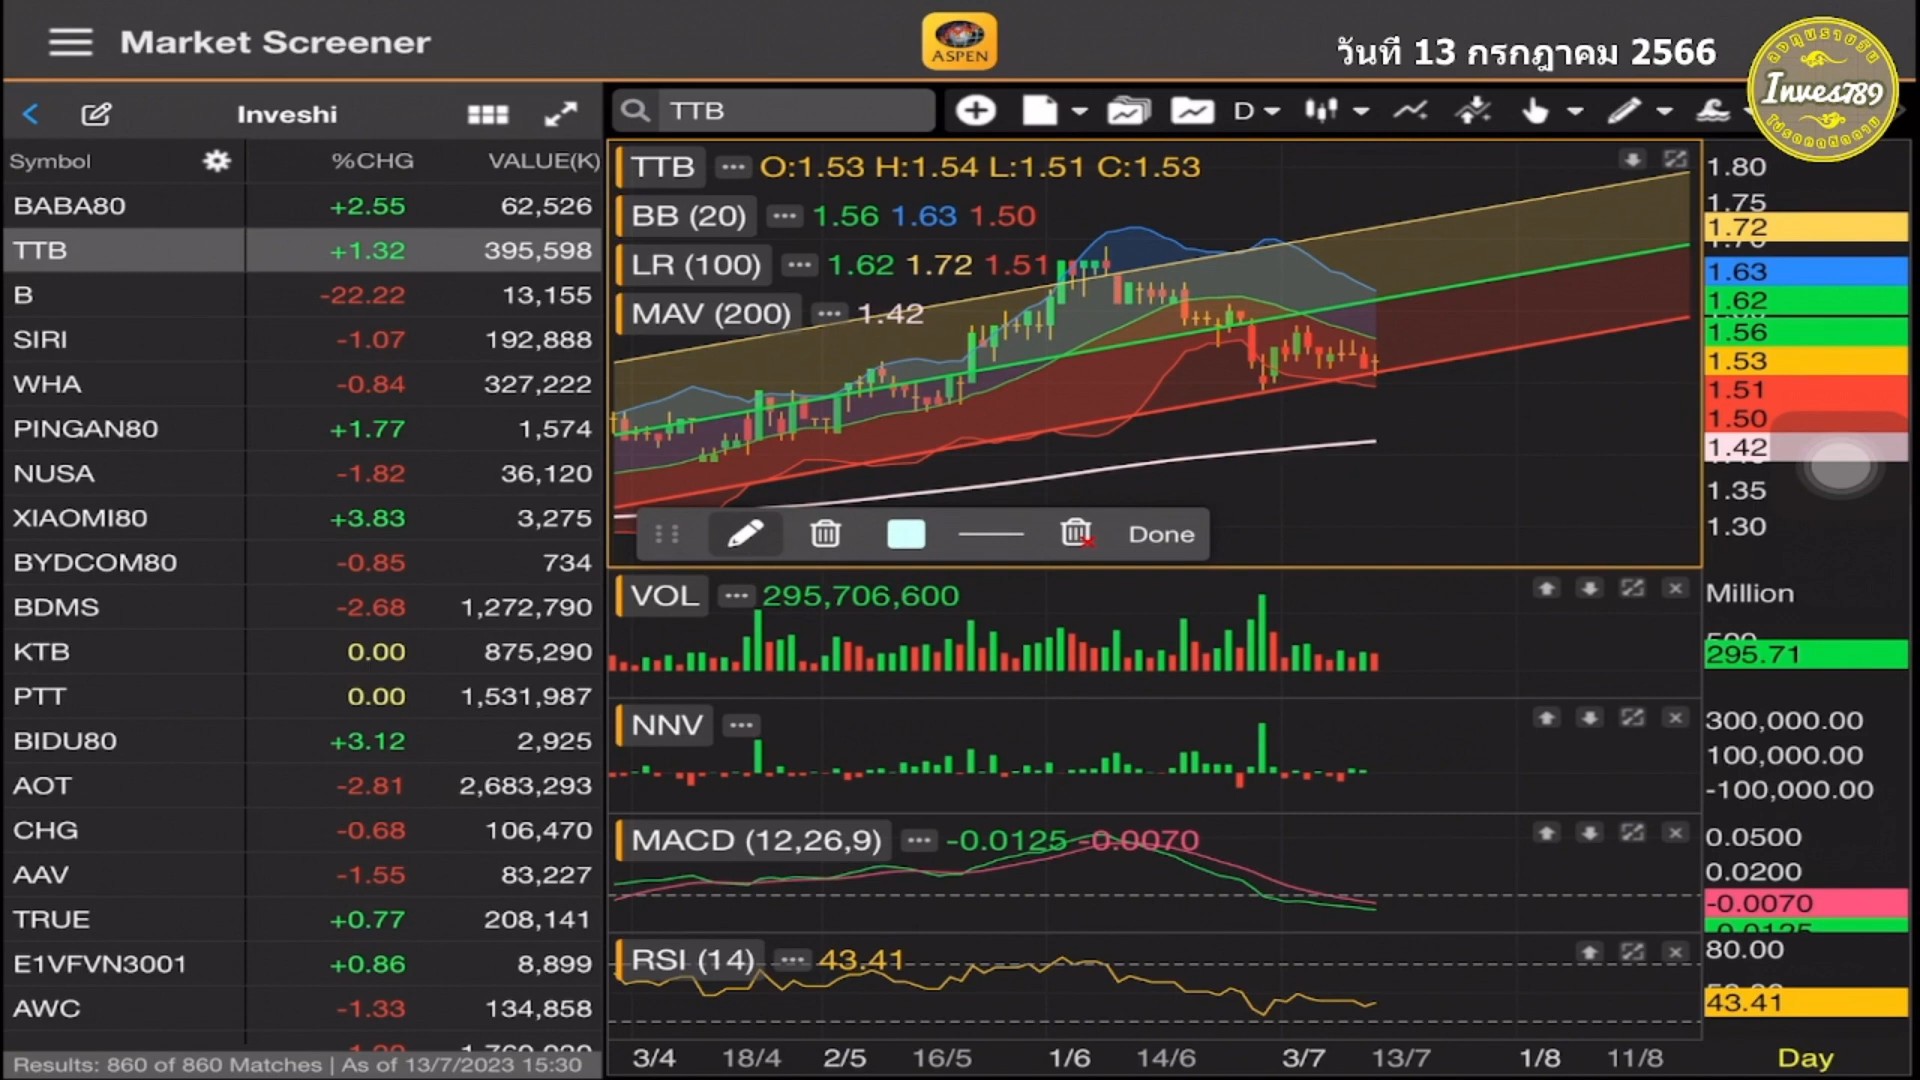 Market Screener
ASPEN
วันที่ 13 กรกฎาคม 2566
ลงทุนรายวัน
Inves789
Inveshi
TTB
D
Symbol %CHG VALUE(K)
BABA80 +2.55 62,526
TTB +1.32 395,598
B -22.22 13,155
SIRI -1.07 192,888
WHA -0.84 327,222
PINGAN80 +1.77 1,574
NUSA -1.82 36,120
XIAOMI80 +3.83 3,275
BYDCOM80 -0.85 734
BDMS -2.68 1,272,790
KTB 0.00 875,290
PTT 0.00 1,531,987
BIDU80 +3.12 2,925
AOT -2.81 2,683,293
CHG -0.68 106,470
AAV -1.55 83,227
TRUE +0.77 208,141
E1VFVN3001 +0.86 8,899
AWC -1.33 134,858
Results: 860 of 860 Matches | As of 13/7/2023 15:30
TTB ... O:1.53 H:1.54 L:1.51 C:1.53
BB (20) ... 1.56 1.63 1.50
LR (100) ... 1.62 1.72 1.51
MAV (200) ... 1.42
Done
1.80
1.75
1.72
1.63
1.62
1.56
1.53
1.51
1.50
1.42
1.35
1.30
VOL ... 295,706,600
Million
295.71
NNV ...
300,000.00
100,000.00
-100,000.00
MACD (12,26,9) ... -0.0125 -0.0070
0.0500
0.0200
-0.0070
-0.0125
RSI (14) ... 43.41
80.00
43.41
3/4 18/4 2/5 16/5 1/6 14/6 3/7 13/7 1/8 11/8 Day